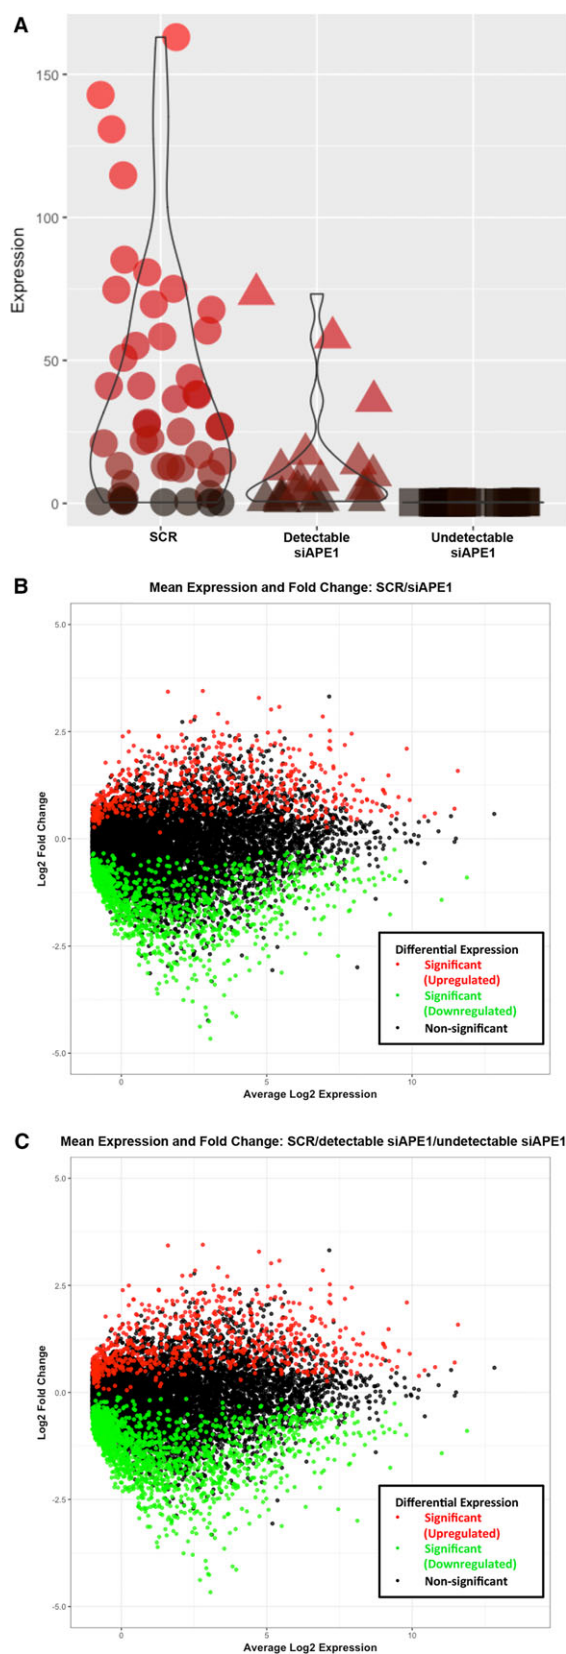 A
150
100
50
0
Expression
SCR
Detectable
siAPE1
Undetectable
siAPE1
B
Mean Expression and Fold Change: SCR/siAPE1
5.0
2.5
0.0
-2.5
-5.0
Log2 Fold Change
Differential Expression
Significant
(Upregulated)
Significant
(Downregulated)
Non-significant
0
5
10
Average Log2 Expression
C
Mean Expression and Fold Change: SCR/detectable siAPE1/undetectable siAPE1
5.0
2.5
0.0
-2.5
-5.0
Log2 Fold Change
Differential Expression
Significant
(Upregulated)
Significant
(Downregulated)
Non-significant
0
5
10
Average Log2 Expression